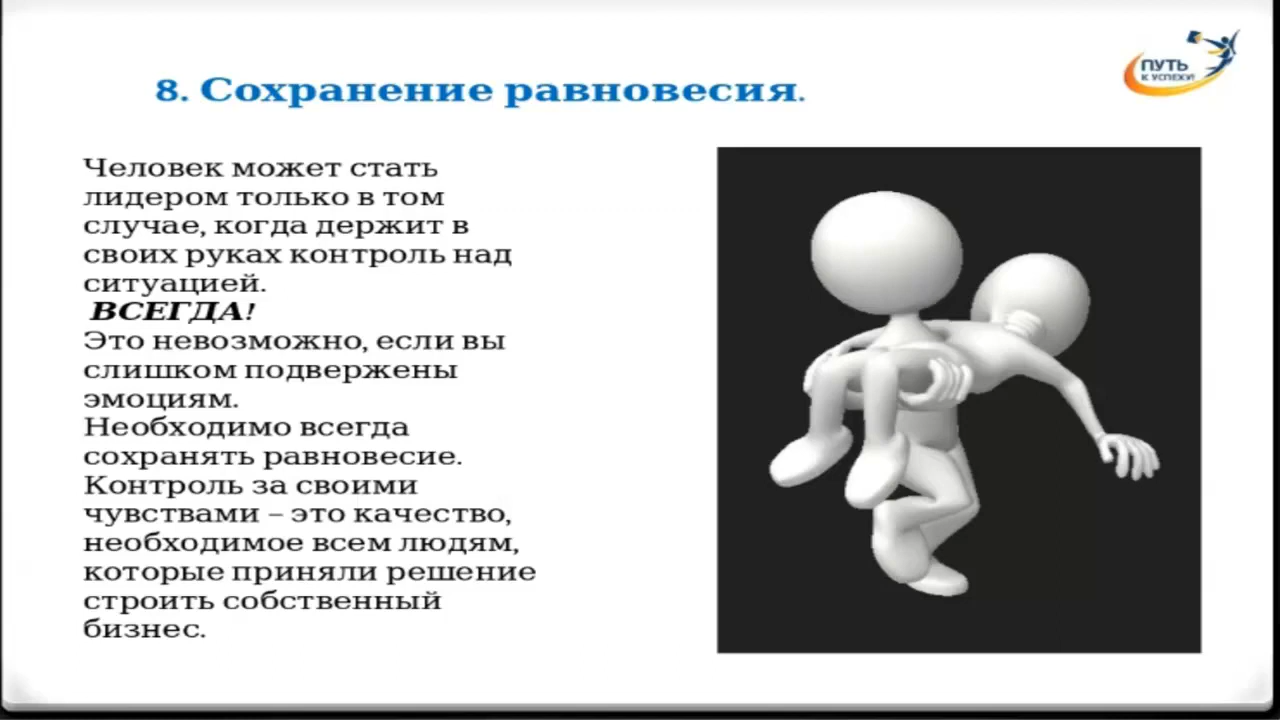 ПУТЬ
К УСПЕХУ!
8. Сохранение равновесия.
Человек может стать
лидером только в том
случае, когда держит в
своих руках контроль над
ситуацией.
ВСЕГДА!
Это невозможно, если вы
слишком подвержены
эмоциям.
Необходимо всегда
сохранять равновесие.
Контроль за своими
чувствами – это качество,
необходимое всем людям,
которые приняли решение
строить собственный
бизнес.